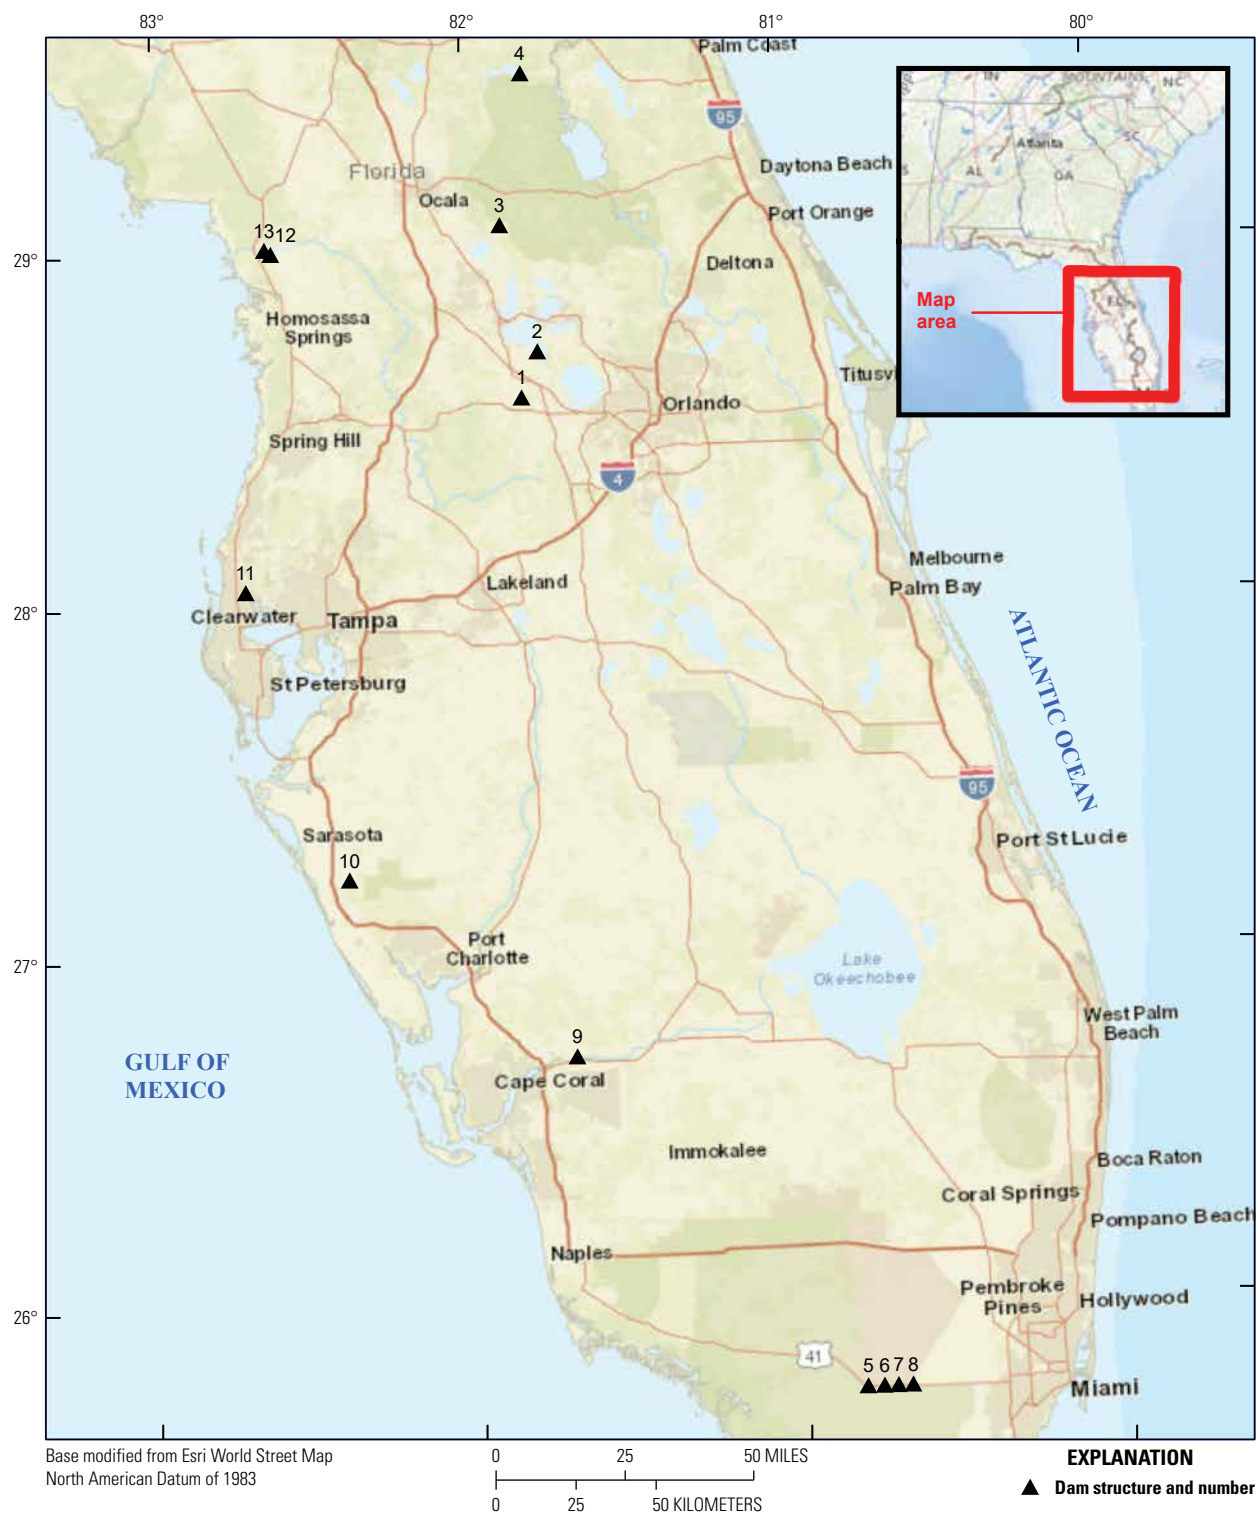 83°
82°
81°
80°
Palm Coast
4
95
IN
MOUNTAINS
NC
Atlanta
SC
AL
GA
S
FL
Map
area
Florida
Daytona Beach
Ocala
3
Port Orange
13
12
29°
Deltona
Homosassa
Springs
2
1
Titusvi
Orlando
Spring Hill
4
Melbourne
Palm Bay
11
Lakeland
28°
Clearwater
Tampa
ATLANTIC OCEAN
St Petersburg
95
Sarasota
Port St Lucie
10
Port
Charlotte
27°
Lake
Okeechobee
West Palm
Beach
9
GULF OF
MEXICO
Cape Coral
Immokalee
Boca Raton
Coral Springs
Pompano Beach
Naples
Pembroke
Pines
Hollywood
26°
41
5 6 7 8
Miami
Base modified from Esri World Street Map
North American Datum of 1983
0 25 50 MILES
0 25 50 KILOMETERS
EXPLANATION
Dam structure and number